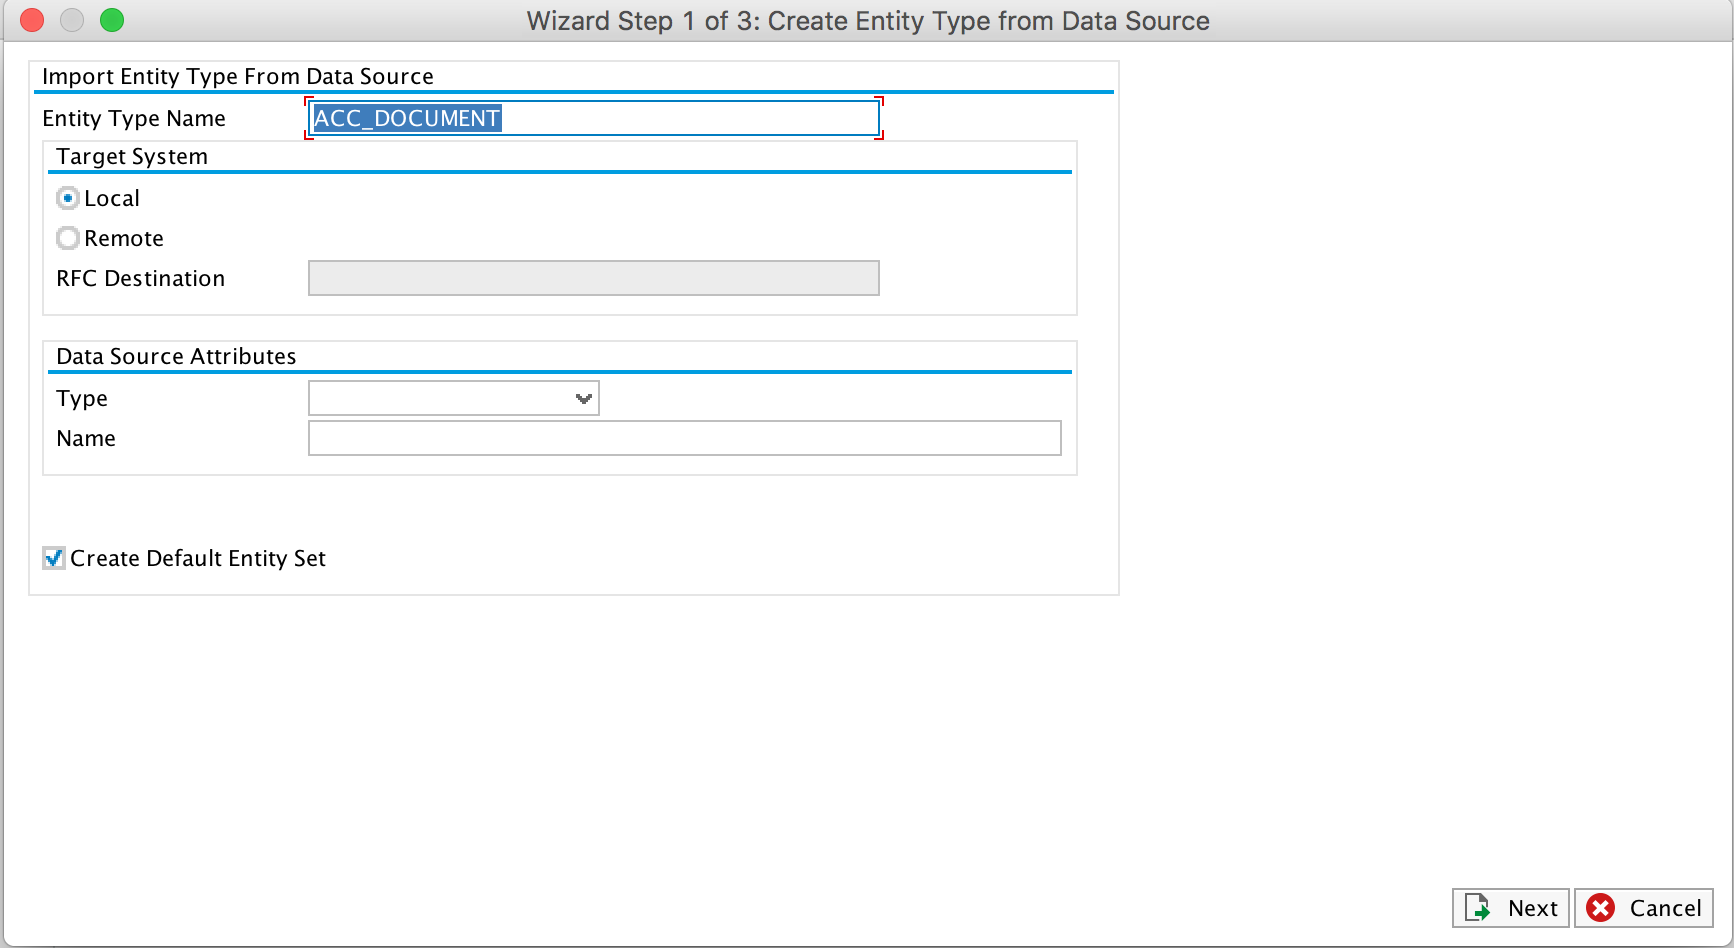 Wizard Step 1 of 3: Create Entity Type from Data Source
Import Entity Type From Data Source
Entity Type Name ACC_DOCUMENT
Target System
Local
Remote
RFC Destination
Data Source Attributes
Type
Name
Create Default Entity Set
Next Cancel